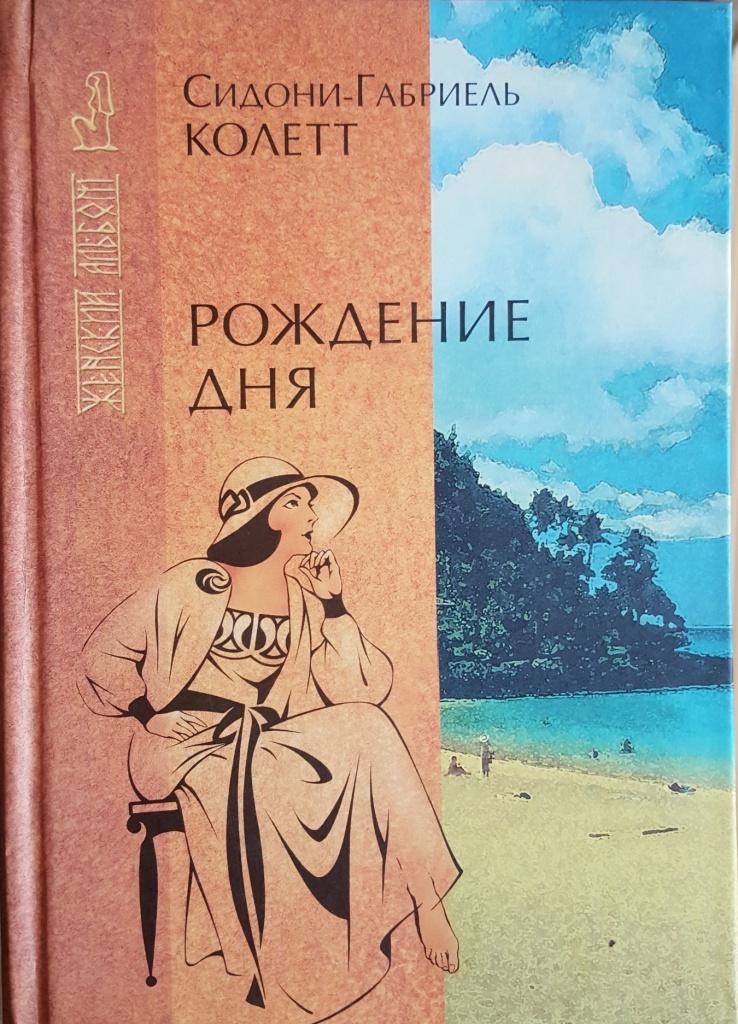 Сидони-Габриель
КОЛЕТТ
ЖЕНСКИЙ АЛЬБОМ
РОЖДЕНИЕ
ДНЯ